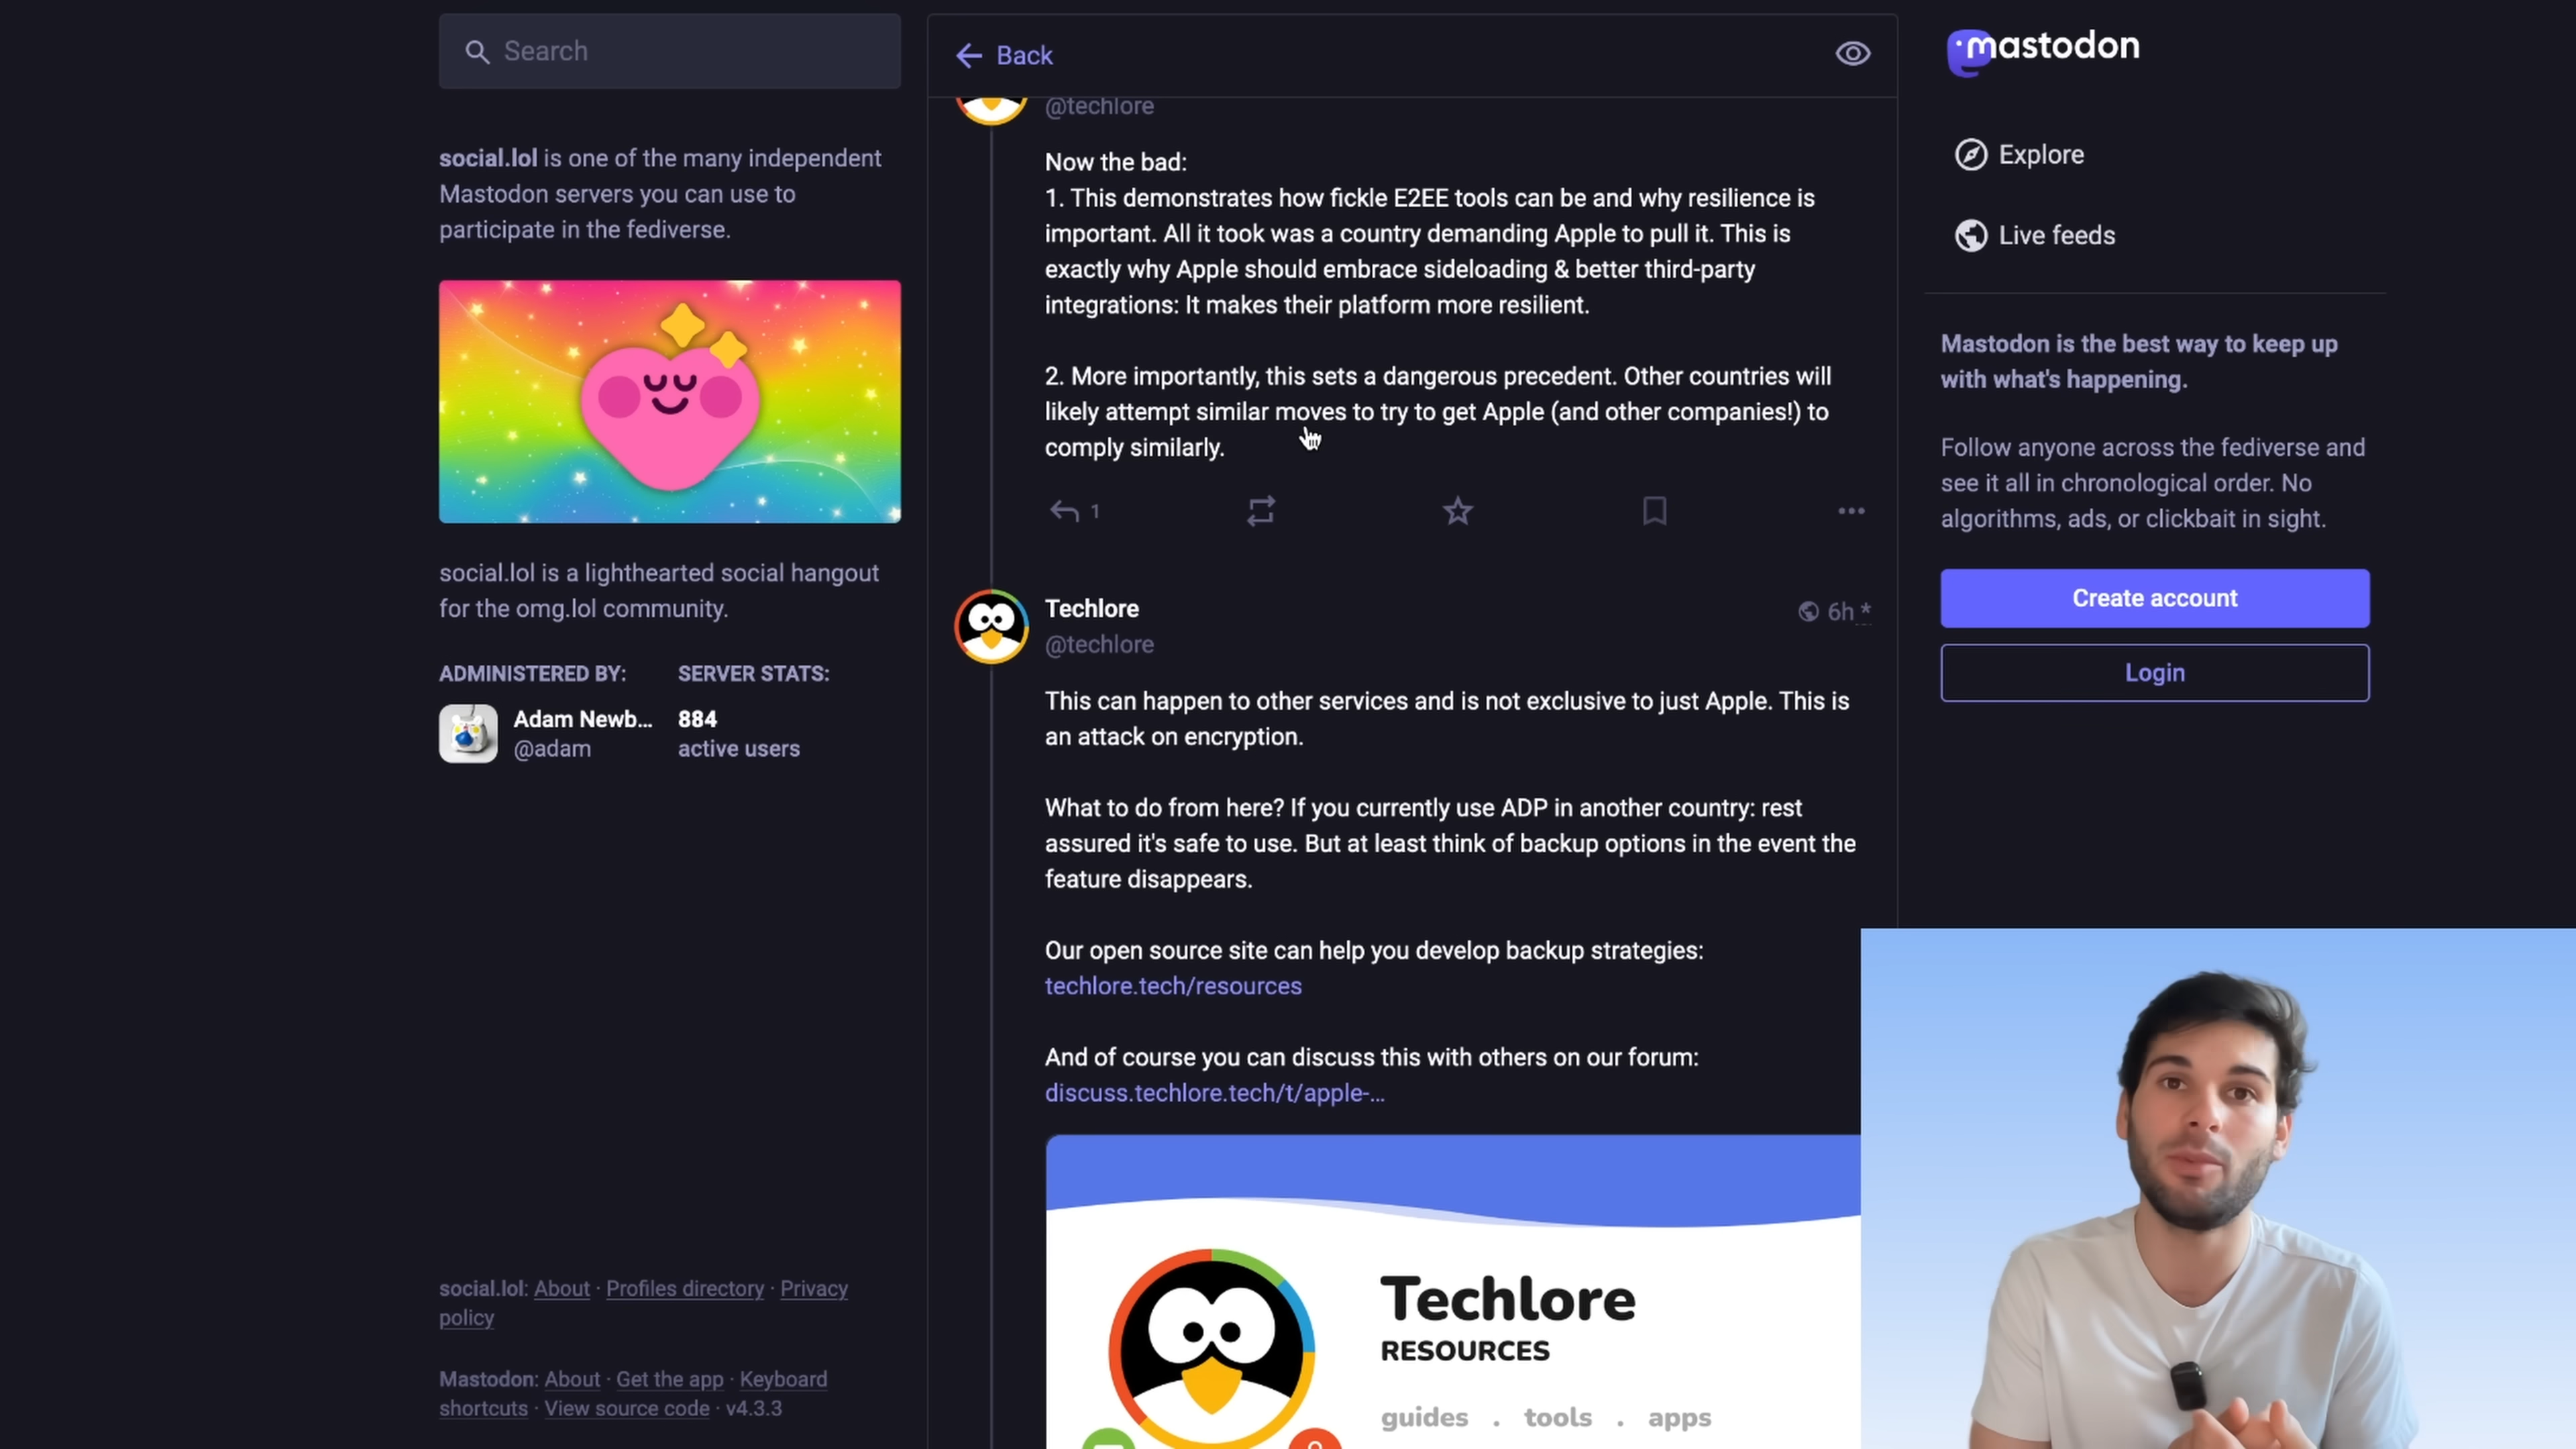 Search
social.lol is one of the many independent
Mastodon servers you can use to
participate in the fediverse.
social.lol is a lighthearted social hangout
for the omg.lol community.
ADMINISTERED BY:
Adam Newb...
@adam
SERVER STATS:
884
active users
social.lol: About · Profiles directory · Privacy
policy
Mastodon: About · Get the app · Keyboard
shortcuts · View source code · v4.3.3
Back
@techlore
Now the bad:
1. This demonstrates how fickle E2EE tools can be and why resilience is
important. All it took was a country demanding Apple to pull it. This is
exactly why Apple should embrace sideloading & better third-party
integrations: It makes their platform more resilient.
2. More importantly, this sets a dangerous precedent. Other countries will
likely attempt similar moves to try to get Apple (and other companies!) to
comply similarly.
1
Techlore
6h *
@techlore
This can happen to other services and is not exclusive to just Apple. This is
an attack on encryption.
What to do from here? If you currently use ADP in another country: rest
assured it's safe to use. But at least think of backup options in the event the
feature disappears.
Our open source site can help you develop backup strategies:
techlore.tech/resources
And of course you can discuss this with others on our forum:
discuss.techlore.tech/t/apple-...
Techlore
RESOURCES
guides . tools . apps
mastodon
Explore
Live feeds
Mastodon is the best way to keep up
with what's happening.
Follow anyone across the fediverse and
see it all in chronological order. No
algorithms, ads, or clickbait in sight.
Create account
Login